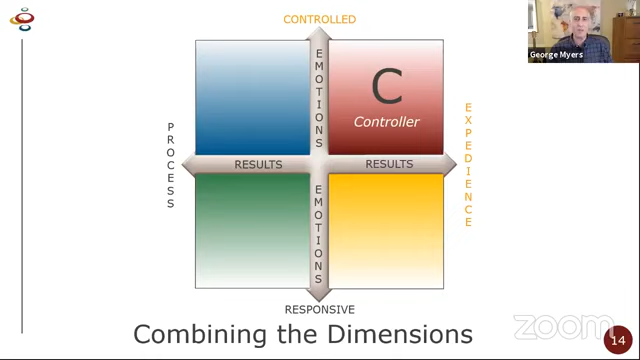 CONTROLLED
George Myers
EMOTIONS
C
Controller
PROCESS
RESULTS
RESULTS
EXPEDIENCE
EMOTIONS
RESPONSIVE
Combining the Dimensions
zoom
14